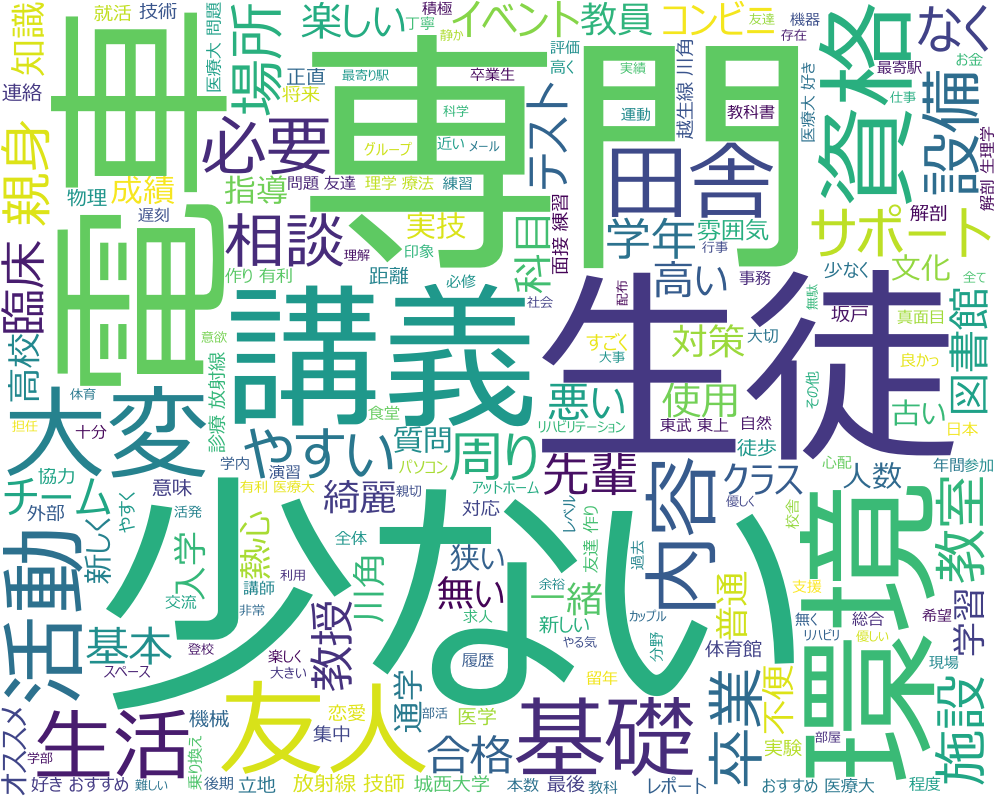 知識
就活 技術
連絡
医療大 問題
場所
楽しい
正直
将来
丁寧
積極
静か
最寄り駅
卒業生
イベント
教員
評価
高く
コンビニ
友達
機器
存在
医療大 好き
資格
なく
最寄駅
お金
仕事
設備
解剖 生理学
電車
専門
親身
成績
物理
遅刻
必要
指導
相談
臨床
問題 友達
理学 療法
練習
グループ
科学
近い
メール
実績
運動
教科書
越生線 川角
テスト
面接 練習
田舎
学年
雰囲気
行事
サポート
解剖
実技
印象
理解
距離
作り 有利
科目
高い
事務
少なく
文化
全て
高校
意欲
講義
必修
社会
すごく
大事
配布
対策
大切
無駄
坂戸
真面目
良かっ
図書館
生徒
体育
担任
十分
大変
診療 放射線
やすい
食堂
質問
周り
悪い
リハビリテーション
使用
東武 東上
徒歩
自然
その他
古い
日本
協力
チーム
外部
意味
学内
演習
有利 医療大
パソコン
親切
綺麗
アットホーム
対応
先輩
レベル
内容
クラス
優しく
心配
人数
校舎
年間参加
教室
環境
活動
新しく
やすく
活発
入学
交流
熱心
講師
全体
利用
非常
少ない
川角
狭い
無い
求人
余裕
一緒
新しい
やる気
友達 作り
過去
カップル
分野
普通
支援
無く
リハビリ
総合
優しい
希望
学習
基本
登校
スペース
教授
楽しく
大きい
履歴
体育館
現場
生活
友人
恋愛
集中
通学
部活
医学
留年
基礎
卒業
不便
実験
部屋
施設
オススメ
学部
好き おすすめ
難しい
機械
乗り換え
後期
立地
放射線 技師
合格
城西大学
本数
最後
教科
レポート
おすすめ 医療大
程度